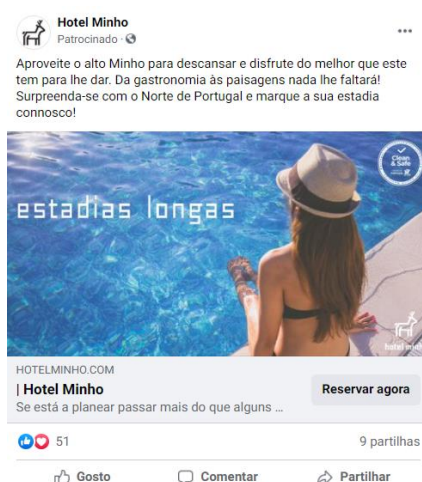 Hotel Minho
Patrocinado ·
Aproveite o alto Minho para descansar e disfrute do melhor que este
tem para lhe dar. Da gastronomia às paisagens nada lhe faltará!
Surpreenda-se com o Norte de Portugal e marque a sua estadia
connosco!
Clean
& Safe
estadias longas
hotel minho
HOTELMINHO.COM
| Hotel Minho
Se está a planear passar mais do que alguns ...
Reservar agora
51
9 partilhas
Gosto
Comentar
Partilhar